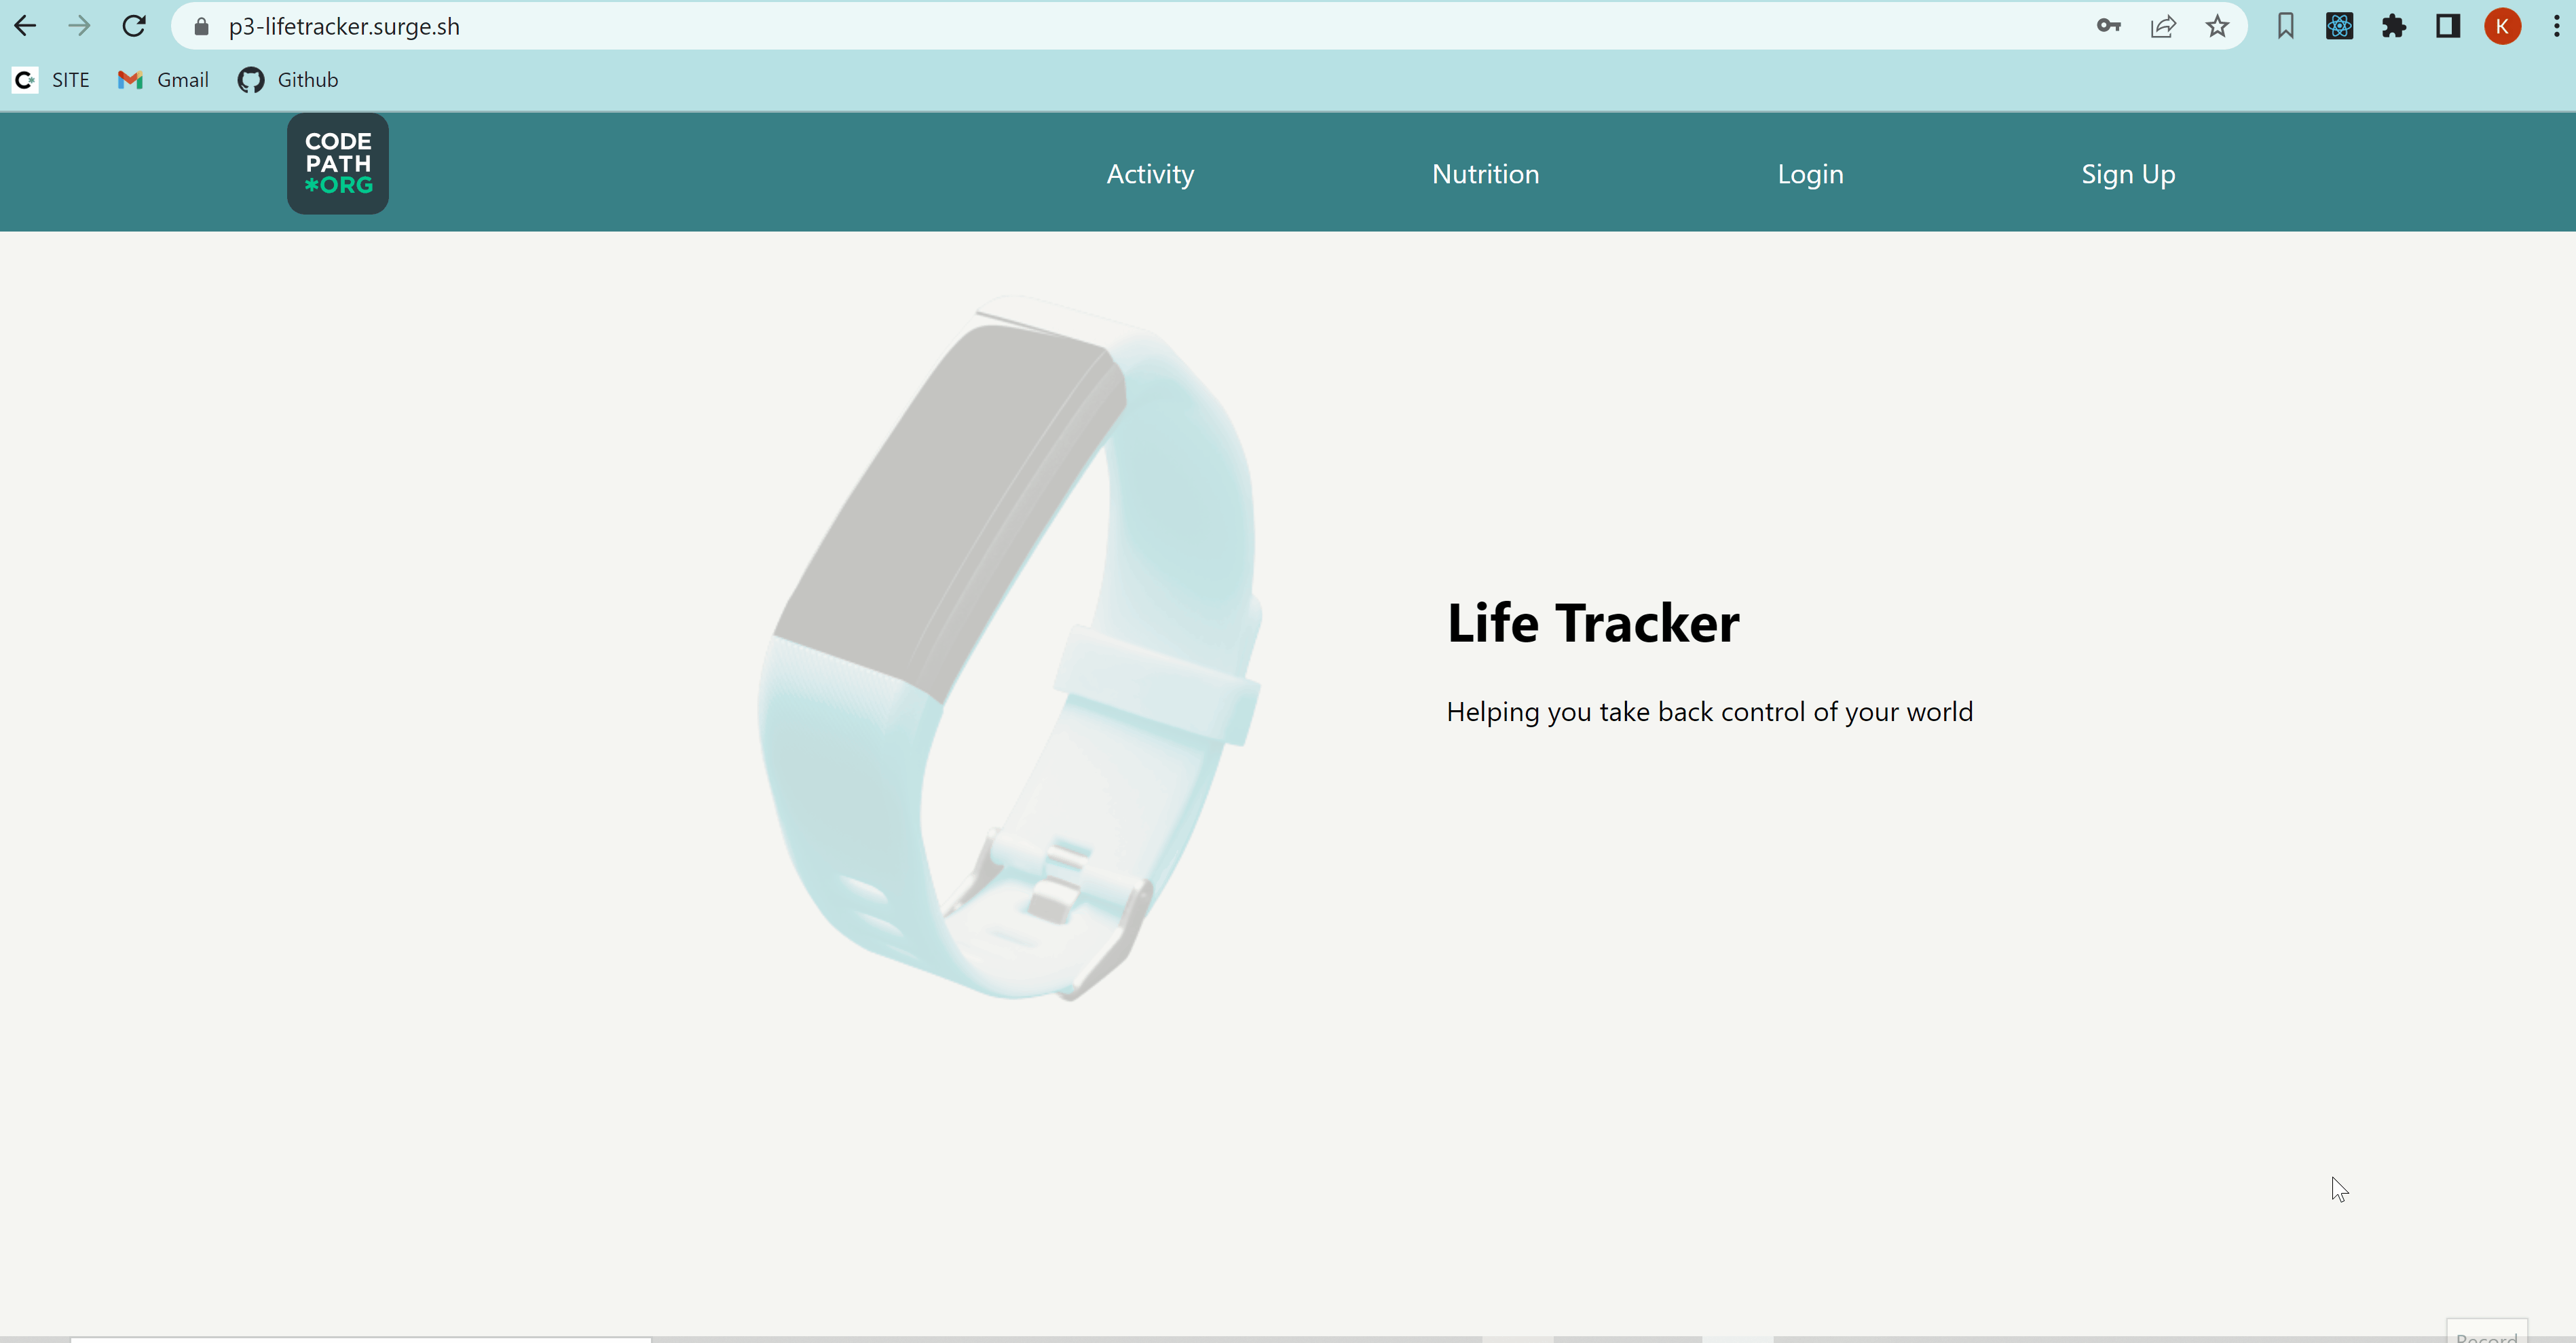 p3-lifetracker.surge.sh
K
C* SITE Gmail Github
CODE
PATH
*ORG
Activity Nutrition Login Sign Up
Life Tracker
Helping you take back control of your world
Record